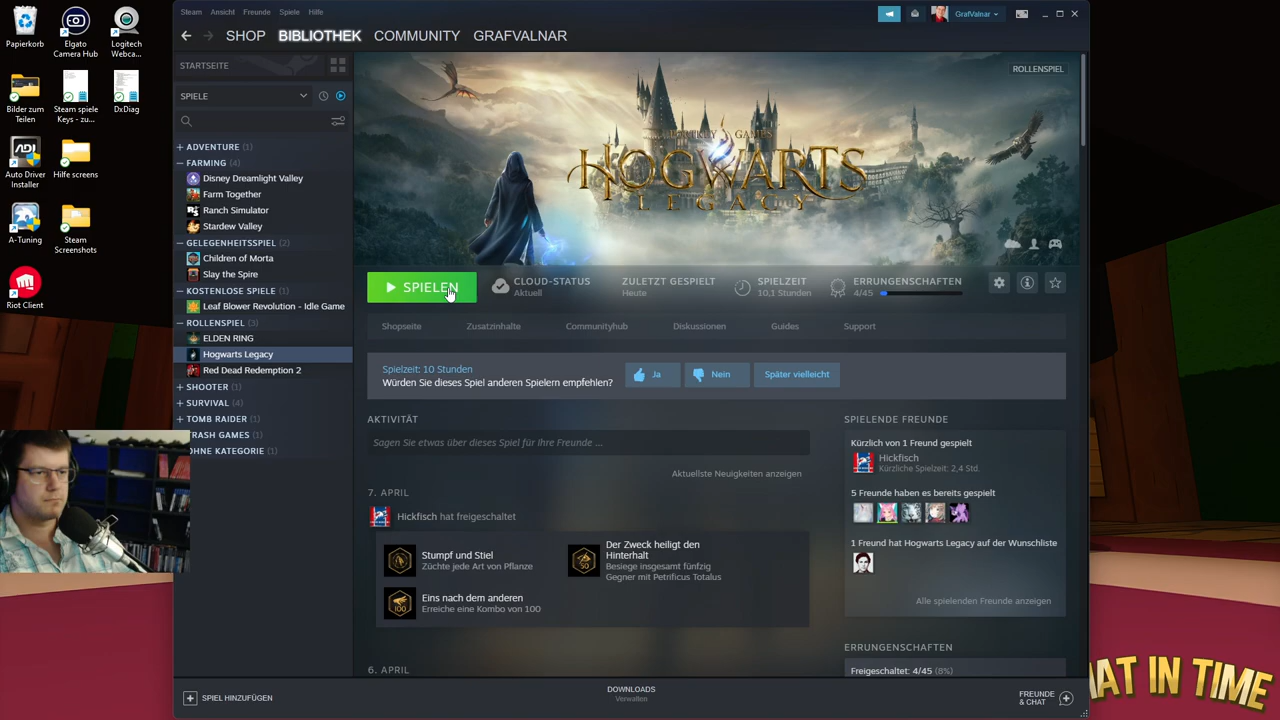 Papierkorb
Elgato
Camera Hub
Logitech
Webca...
Bilder zum
Teilen
Steam spiele
Keys - zu...
DxDiag
ADI
Auto Driver
Installer
Hilfe screens
A-Tuning
Steam
Screenshots
Riot Client
Steam
Ansicht
Freunde
Spiele
Hilfe
GrafValnar
SHOP
BIBLIOTHEK
COMMUNITY
GRAFVALNAR
STARTSEITE
SPIELE
ADVENTURE (1)
FARMING (4)
Disney Dreamlight Valley
Farm Together
Ranch Simulator
Stardew Valley
GELEGENHEITSSPIEL (2)
Children of Morta
Slay the Spire
KOSTENLOSE SPIELE (1)
Leaf Blower Revolution - Idle Game
ROLLENSPIEL (3)
ELDEN RING
Hogwarts Legacy
Red Dead Redemption 2
SHOOTER (1)
SURVIVAL (4)
TOMB RAIDER (1)
TRASH GAMES (1)
OHNE KATEGORIE (1)
ROLLENSPIEL
PORTKEY GAMES
HOGWARTS
LEGACY
SPIELEN
CLOUD-STATUS
Aktuell
ZULETZT GESPIELT
Heute
SPIELZEIT
10,1 Stunden
ERRUNGENSCHAFTEN
4/45
Shopseite
Zusatzinhalte
Communityhub
Diskussionen
Guides
Support
Spielzeit: 10 Stunden
Würden Sie dieses Spiel anderen Spielern empfehlen?
Ja
Nein
Später vielleicht
AKTIVITÄT
Sagen Sie etwas über dieses Spiel für Ihre Freunde ...
Aktuellste Neuigkeiten anzeigen
7. APRIL
Hickfisch hat freigeschaltet
Stumpf und Stiel
Züchte jede Art von Pflanze
Der Zweck heiligt den
Hinterhalt
Besiege insgesamt fünfzig
Gegner mit Petrificus Totalus
50
Eins nach dem anderen
Erreiche eine Kombo von 100
100
6. APRIL
SPIELENDE FREUNDE
Kürzlich von 1 Freund gespielt
Hickfisch
Kürzliche Spielzeit: 2,4 Std.
5 Freunde haben es bereits gespielt
1 Freund hat Hogwarts Legacy auf der Wunschliste
Alle spielenden Freunde anzeigen
ERRUNGENSCHAFTEN
Freigeschaltet: 4/45 (8%)
SPIEL HINZUFÜGEN
DOWNLOADS
Verwalten
FREUNDE
& CHAT
HAT IN TIME